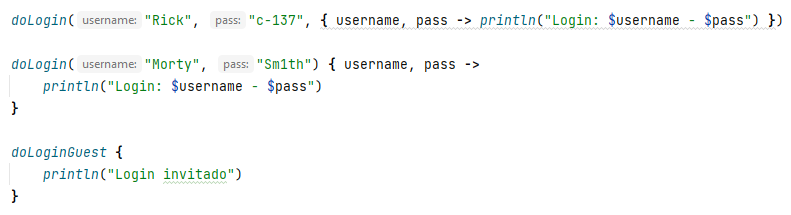 doLogin( username: "Rick", pass: "c-137", { username, pass -> println("Login: $username - $pass") })
doLogin( username: "Morty", pass: "Sm1th") { username, pass ->
println("Login: $username - $pass")
}
doLoginGuest {
println("Login invitado")
}